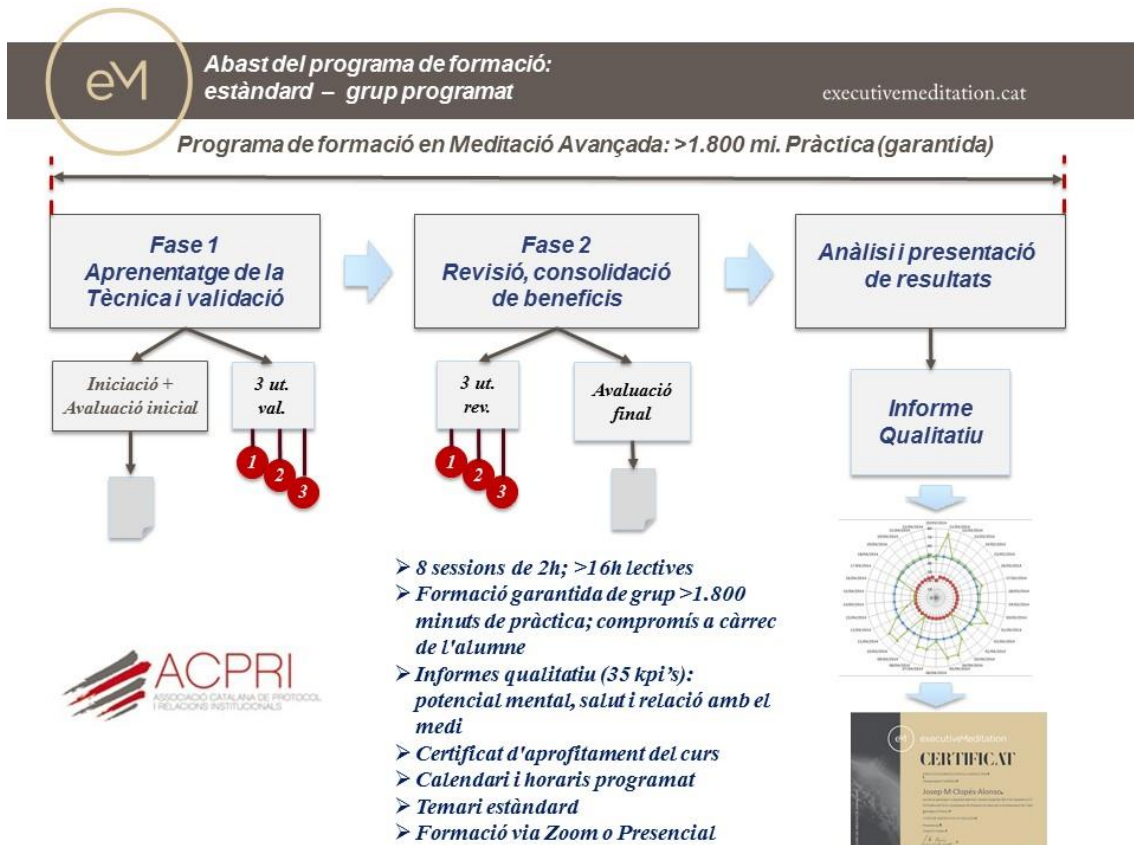 eM
Abast del programa de formació:
estàndard – grup programat
executivemeditation.cat
Programa de formació en Meditació Avançada: >1.800 mi. Pràctica (garantida)
Fase 1
Aprenentatge de la
Tècnica i validació
Fase 2
Revisió, consolidació
de beneficis
Anàlisi i presentació
de resultats
Iniciació +
Avaluació inicial
3 ut.
val.
3 ut.
rev.
Avaluació
final
Informe
Qualitatiu
1
2
3
1
2
3
➢ 8 sessions de 2h; >16h lectives
➢ Formació garantida de grup >1.800
minuts de pràctica; compromís a càrrec
de l'alumne
➢ Informes qualitatiu (35 kpi's):
potencial mental, salut i relació amb el
medi
➢ Certificat d'aprofitament del curs
➢ Calendari i horaris programat
➢ Temari estàndard
➢ Formació via Zoom o Presencial
ACPRI
ASSOCIACIÓ CATALANA DE PROTOCOL
I RELACIONS INSTITUCIONALS
eM executiveMeditation
CERTIFICAT
Josep M Clopés Alonso